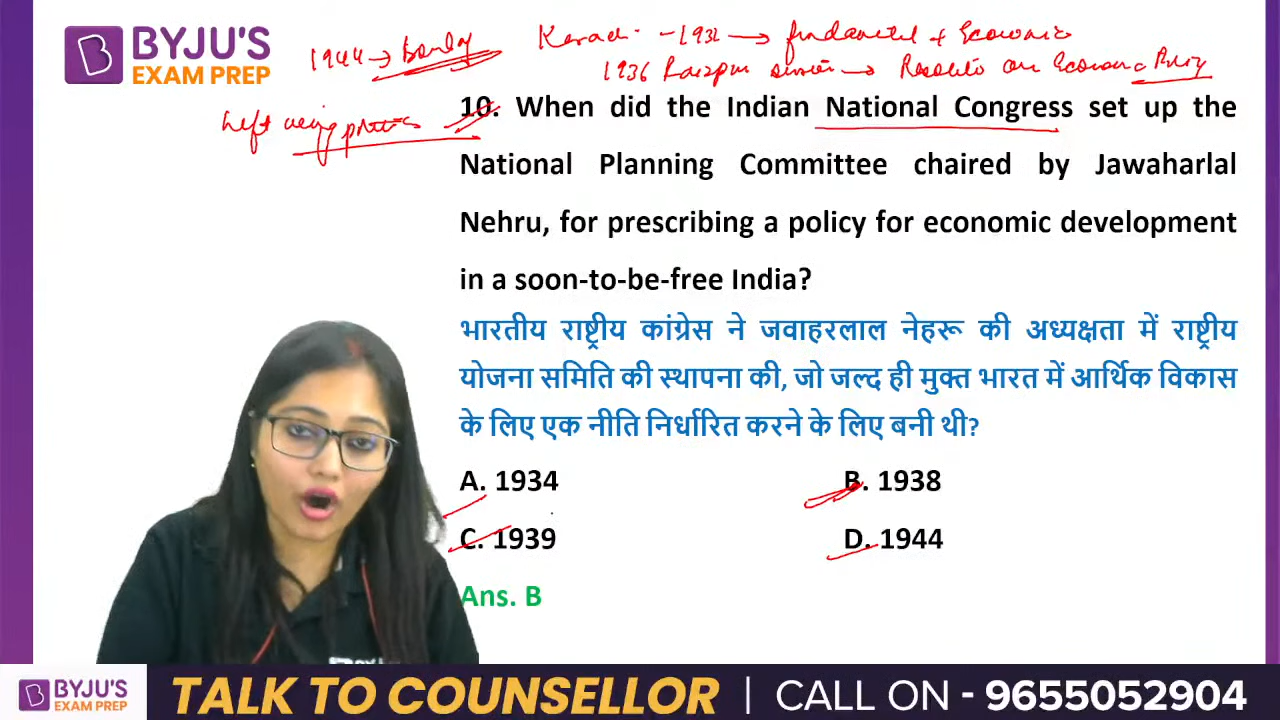 BYJU'S
EXAM PREP
1944 → Bombay
Karachi - 1931 → fundamental + Economic
1936 Faizpur session → Resolution on Economic Policy
Left wing politics
10. When did the Indian National Congress set up the
National Planning Committee chaired by Jawaharlal
Nehru, for prescribing a policy for economic development
in a soon-to-be-free India?
भारतीय राष्ट्रीय कांग्रेस ने जवाहरलाल नेहरू की अध्यक्षता में राष्ट्रीय
योजना समिति की स्थापना की, जो जल्द ही मुक्त भारत में आर्थिक विकास
के लिए एक नीति निर्धारित करने के लिए बनी थी?
A. 1934
B. 1938
C. 1939
D. 1944
Ans. B
BYJU'S
EXAM PREP
TALK TO COUNSELLOR | CALL ON - 9655052904